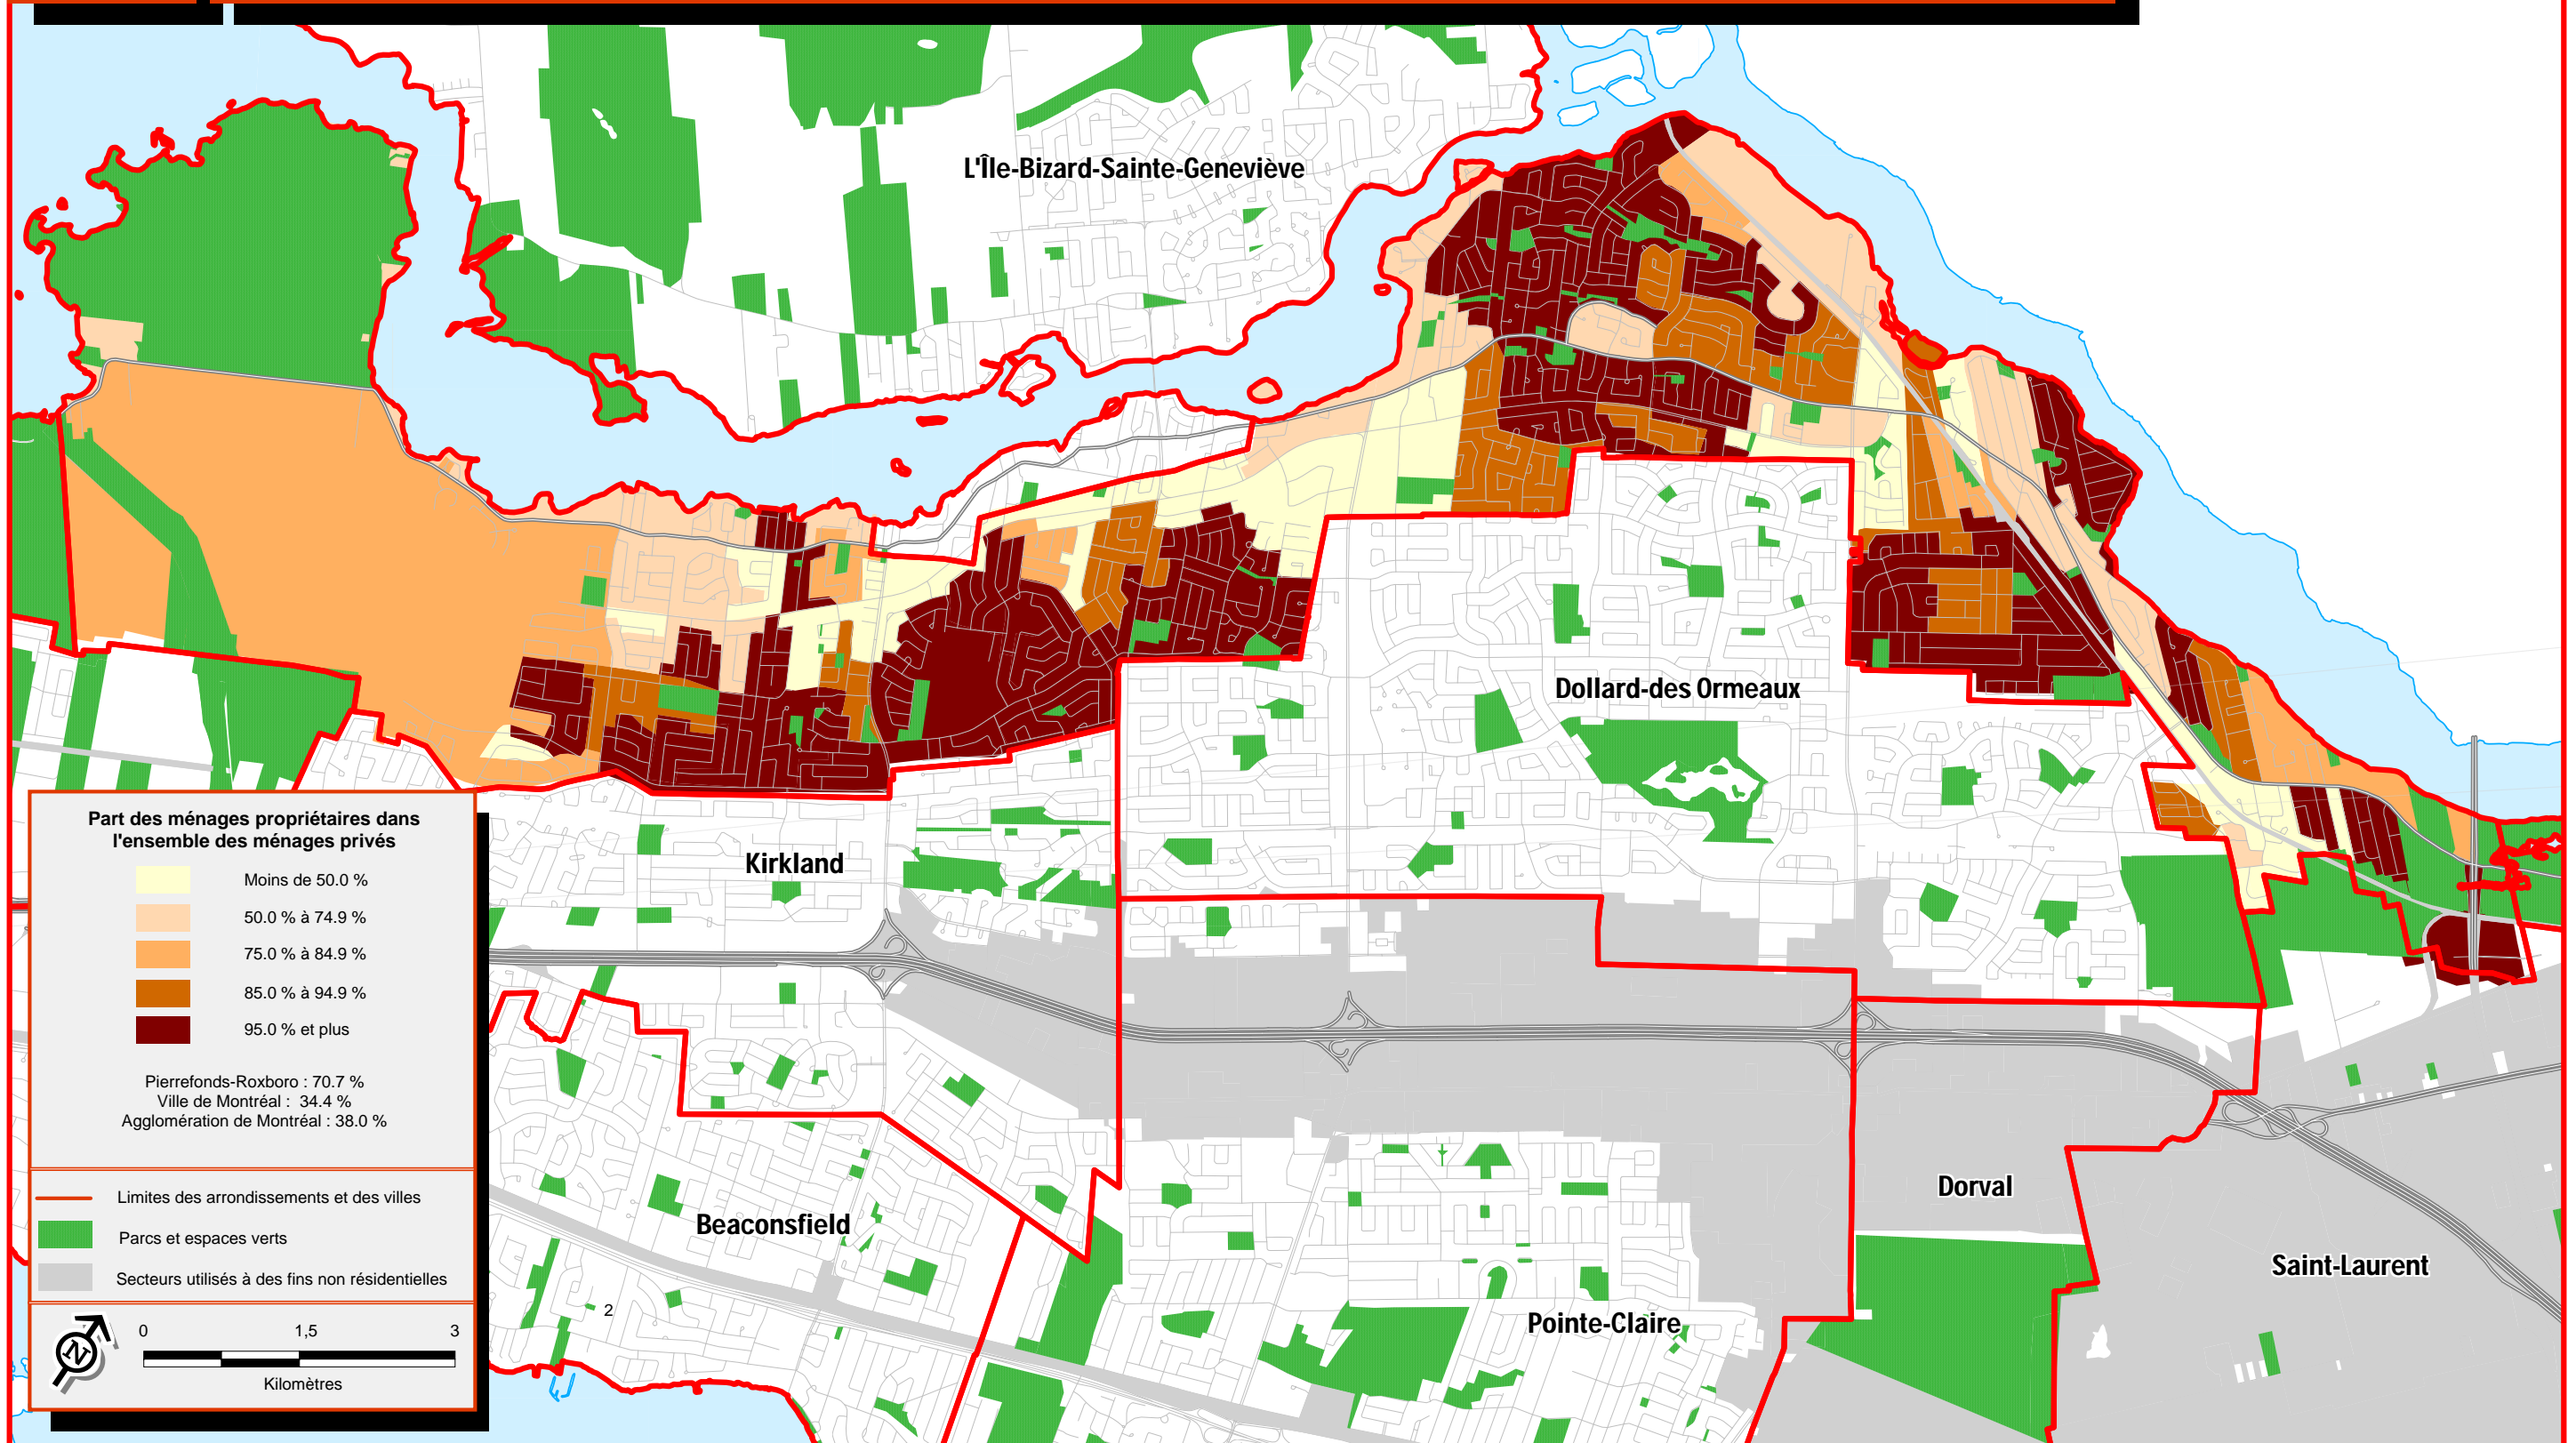 L'Île-Bizard-Sainte-Geneviève
Dollard-des Ormeaux
Kirkland
Beaconsfield
Pointe-Claire
Dorval
Saint-Laurent
Part des ménages propriétaires dans
l'ensemble des ménages privés
Moins de 50.0 %
50.0 % à 74.9 %
75.0 % à 84.9 %
85.0 % à 94.9 %
95.0 % et plus
Pierrefonds-Roxboro : 70.7 %
Ville de Montréal : 34.4 %
Agglomération de Montréal : 38.0 %
Limites des arrondissements et des villes
Parcs et espaces verts
Secteurs utilisés à des fins non résidentielles
N
0 1,5 3
Kilomètres
2